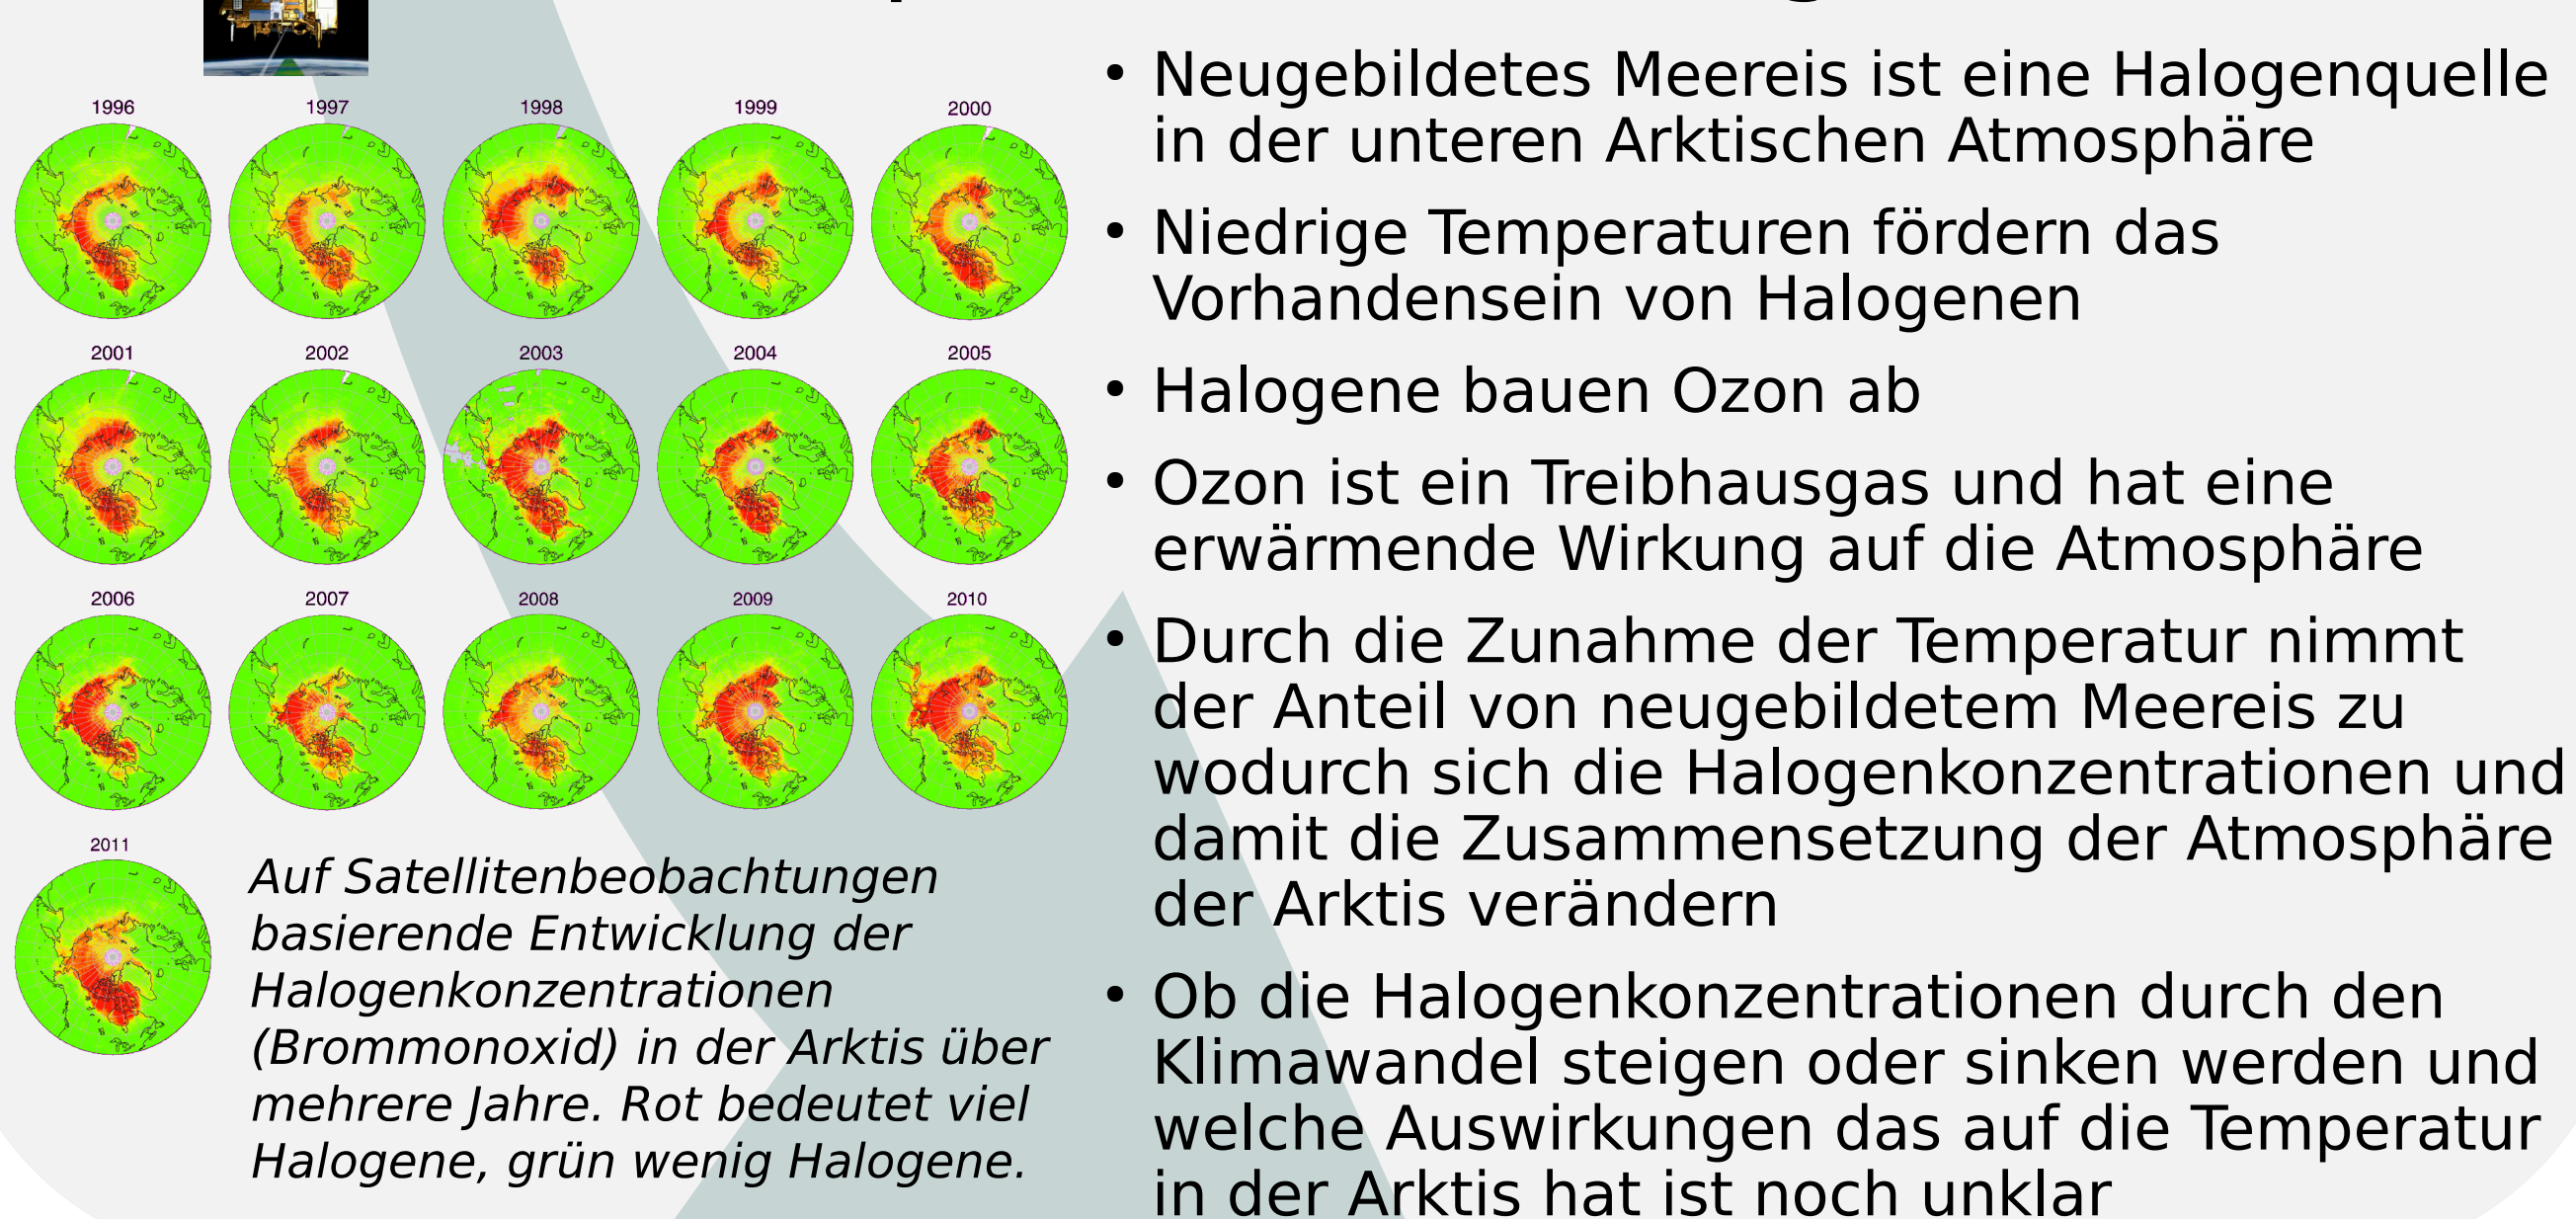 1996 1997 1998 1999 2000
2001 2002 2003 2004 2005
2006 2007 2008 2009 2010
2011
Auf Satellitenbeobachtungen
basierende Entwicklung der
Halogenkonzentrationen
(Brommonoxid) in der Arktis über
mehrere Jahre. Rot bedeutet viel
Halogene, grün wenig Halogene.
• Neugebildetes Meereis ist eine Halogenquelle
in der unteren Arktischen Atmosphäre
• Niedrige Temperaturen fördern das
Vorhandensein von Halogenen
• Halogene bauen Ozon ab
• Ozon ist ein Treibhausgas und hat eine
erwärmende Wirkung auf die Atmosphäre
• Durch die Zunahme der Temperatur nimmt
der Anteil von neugebildetem Meereis zu
wodurch sich die Halogenkonzentrationen und
damit die Zusammensetzung der Atmosphäre
der Arktis verändern
• Ob die Halogenkonzentrationen durch den
Klimawandel steigen oder sinken werden und
welche Auswirkungen das auf die Temperatur
in der Arktis hat ist noch unklar